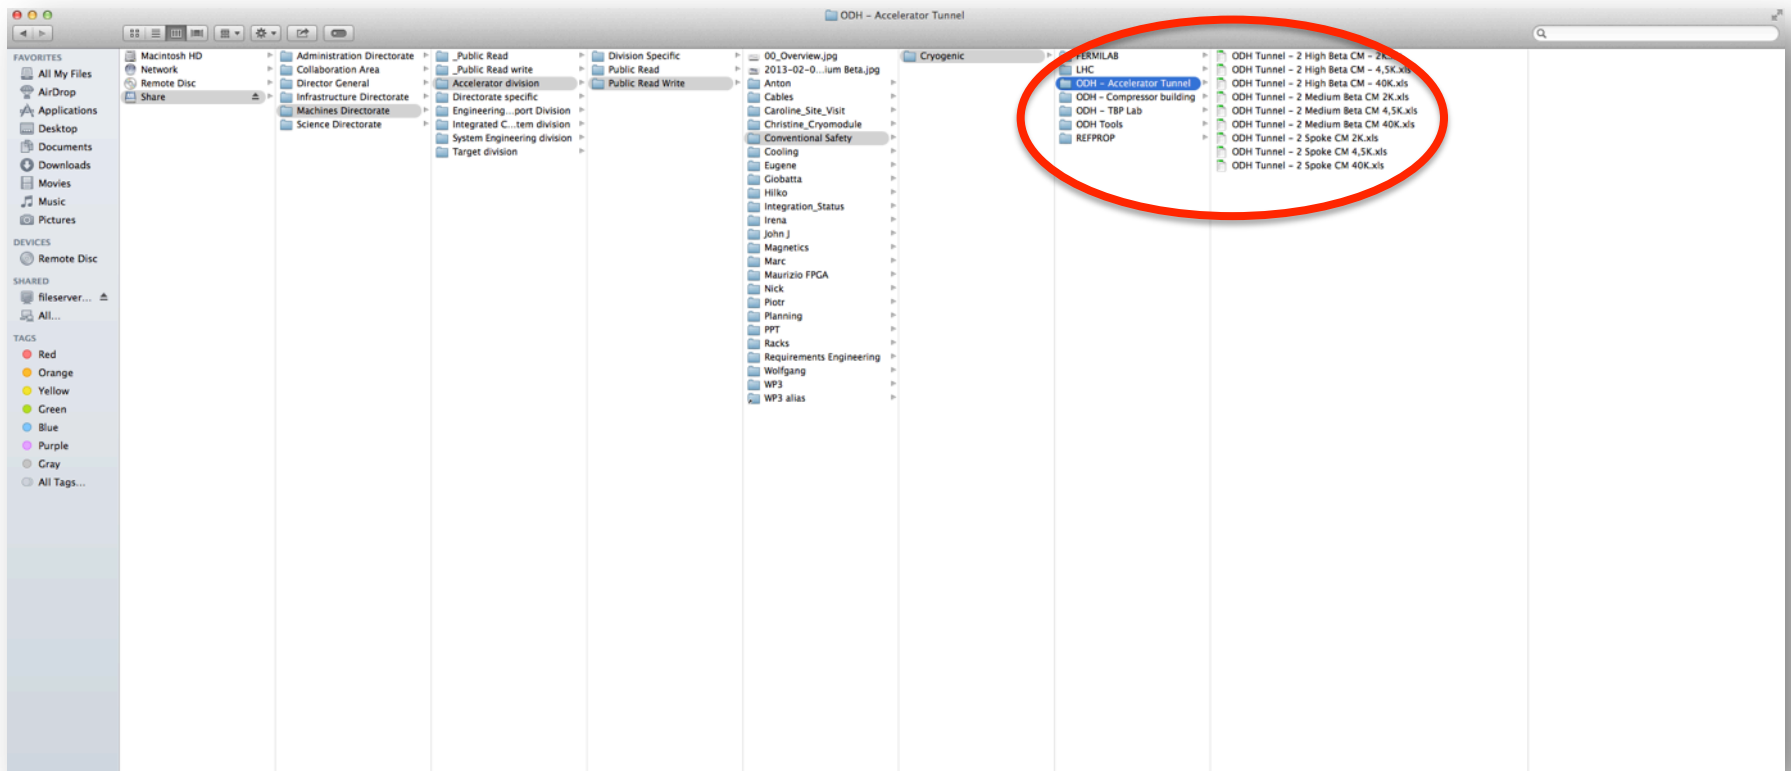 ODH – Accelerator Tunnel
FAVORITES
All My Files
AirDrop
Applications
Desktop
Documents
Downloads
Movies
Music
Pictures
DEVICES
Remote Disc
SHARED
fileserver...
All...
TAGS
Red
Orange
Yellow
Green
Blue
Purple
Gray
All Tags...
Macintosh HD
Network
Remote Disc
Share
Administration Directorate
Collaboration Area
Director General
Infrastructure Directorate
Machines Directorate
Science Directorate
_Public Read
_Public Read write
Accelerator division
Directorate specific
Engineering...port Division
Integrated C...tem division
System Engineering division
Target division
Division Specific
Public Read
Public Read Write
00_Overview.jpg
2013-02-0...ium Beta.jpg
Anton
Cables
Caroline_Site_Visit
Christine_Cryomodule
Conventional Safety
Cooling
Eugene
Giobatta
Hilko
Integration_Status
Irena
John J
Magnetics
Marc
Maurizio FPGA
Nick
Piotr
Planning
PPT
Racks
Requirements Engineering
Wolfgang
WP3
WP3 alias
Cryogenic
FERMILAB
LHC
ODH – Accelerator Tunnel
ODH – Compressor building
ODH – TBP Lab
ODH Tools
REFPROP
ODH Tunnel – 2 High Beta CM – 2K.xls
ODH Tunnel – 2 High Beta CM – 4,5K.xls
ODH Tunnel – 2 High Beta CM – 40K.xls
ODH Tunnel – 2 Medium Beta CM 2K.xls
ODH Tunnel – 2 Medium Beta CM 4,5K.xls
ODH Tunnel – 2 Medium Beta CM 40K.xls
ODH Tunnel – 2 Spoke CM 2K.xls
ODH Tunnel – 2 Spoke CM 4,5K.xls
ODH Tunnel – 2 Spoke CM 40K.xls